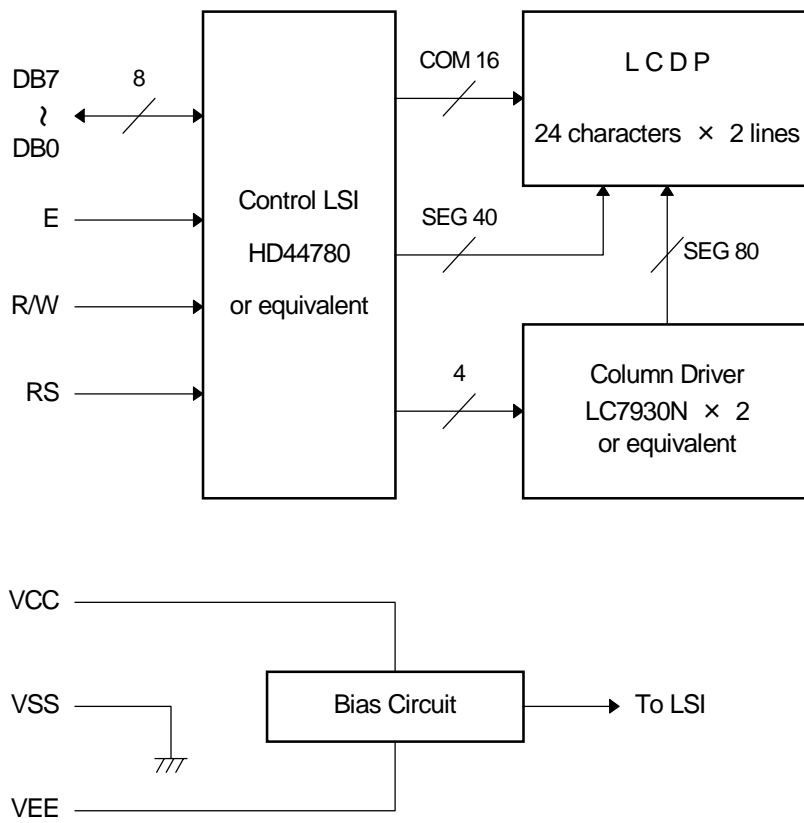 DB7
~
DB0
8
E
R/W
RS
Control LSI
HD44780
or equivalent
COM 16
SEG 40
4
L C D P
24 characters × 2 lines
SEG 80
Column Driver
LC7930N × 2
or equivalent
VCC
VSS
VEE
Bias Circuit
To LSI